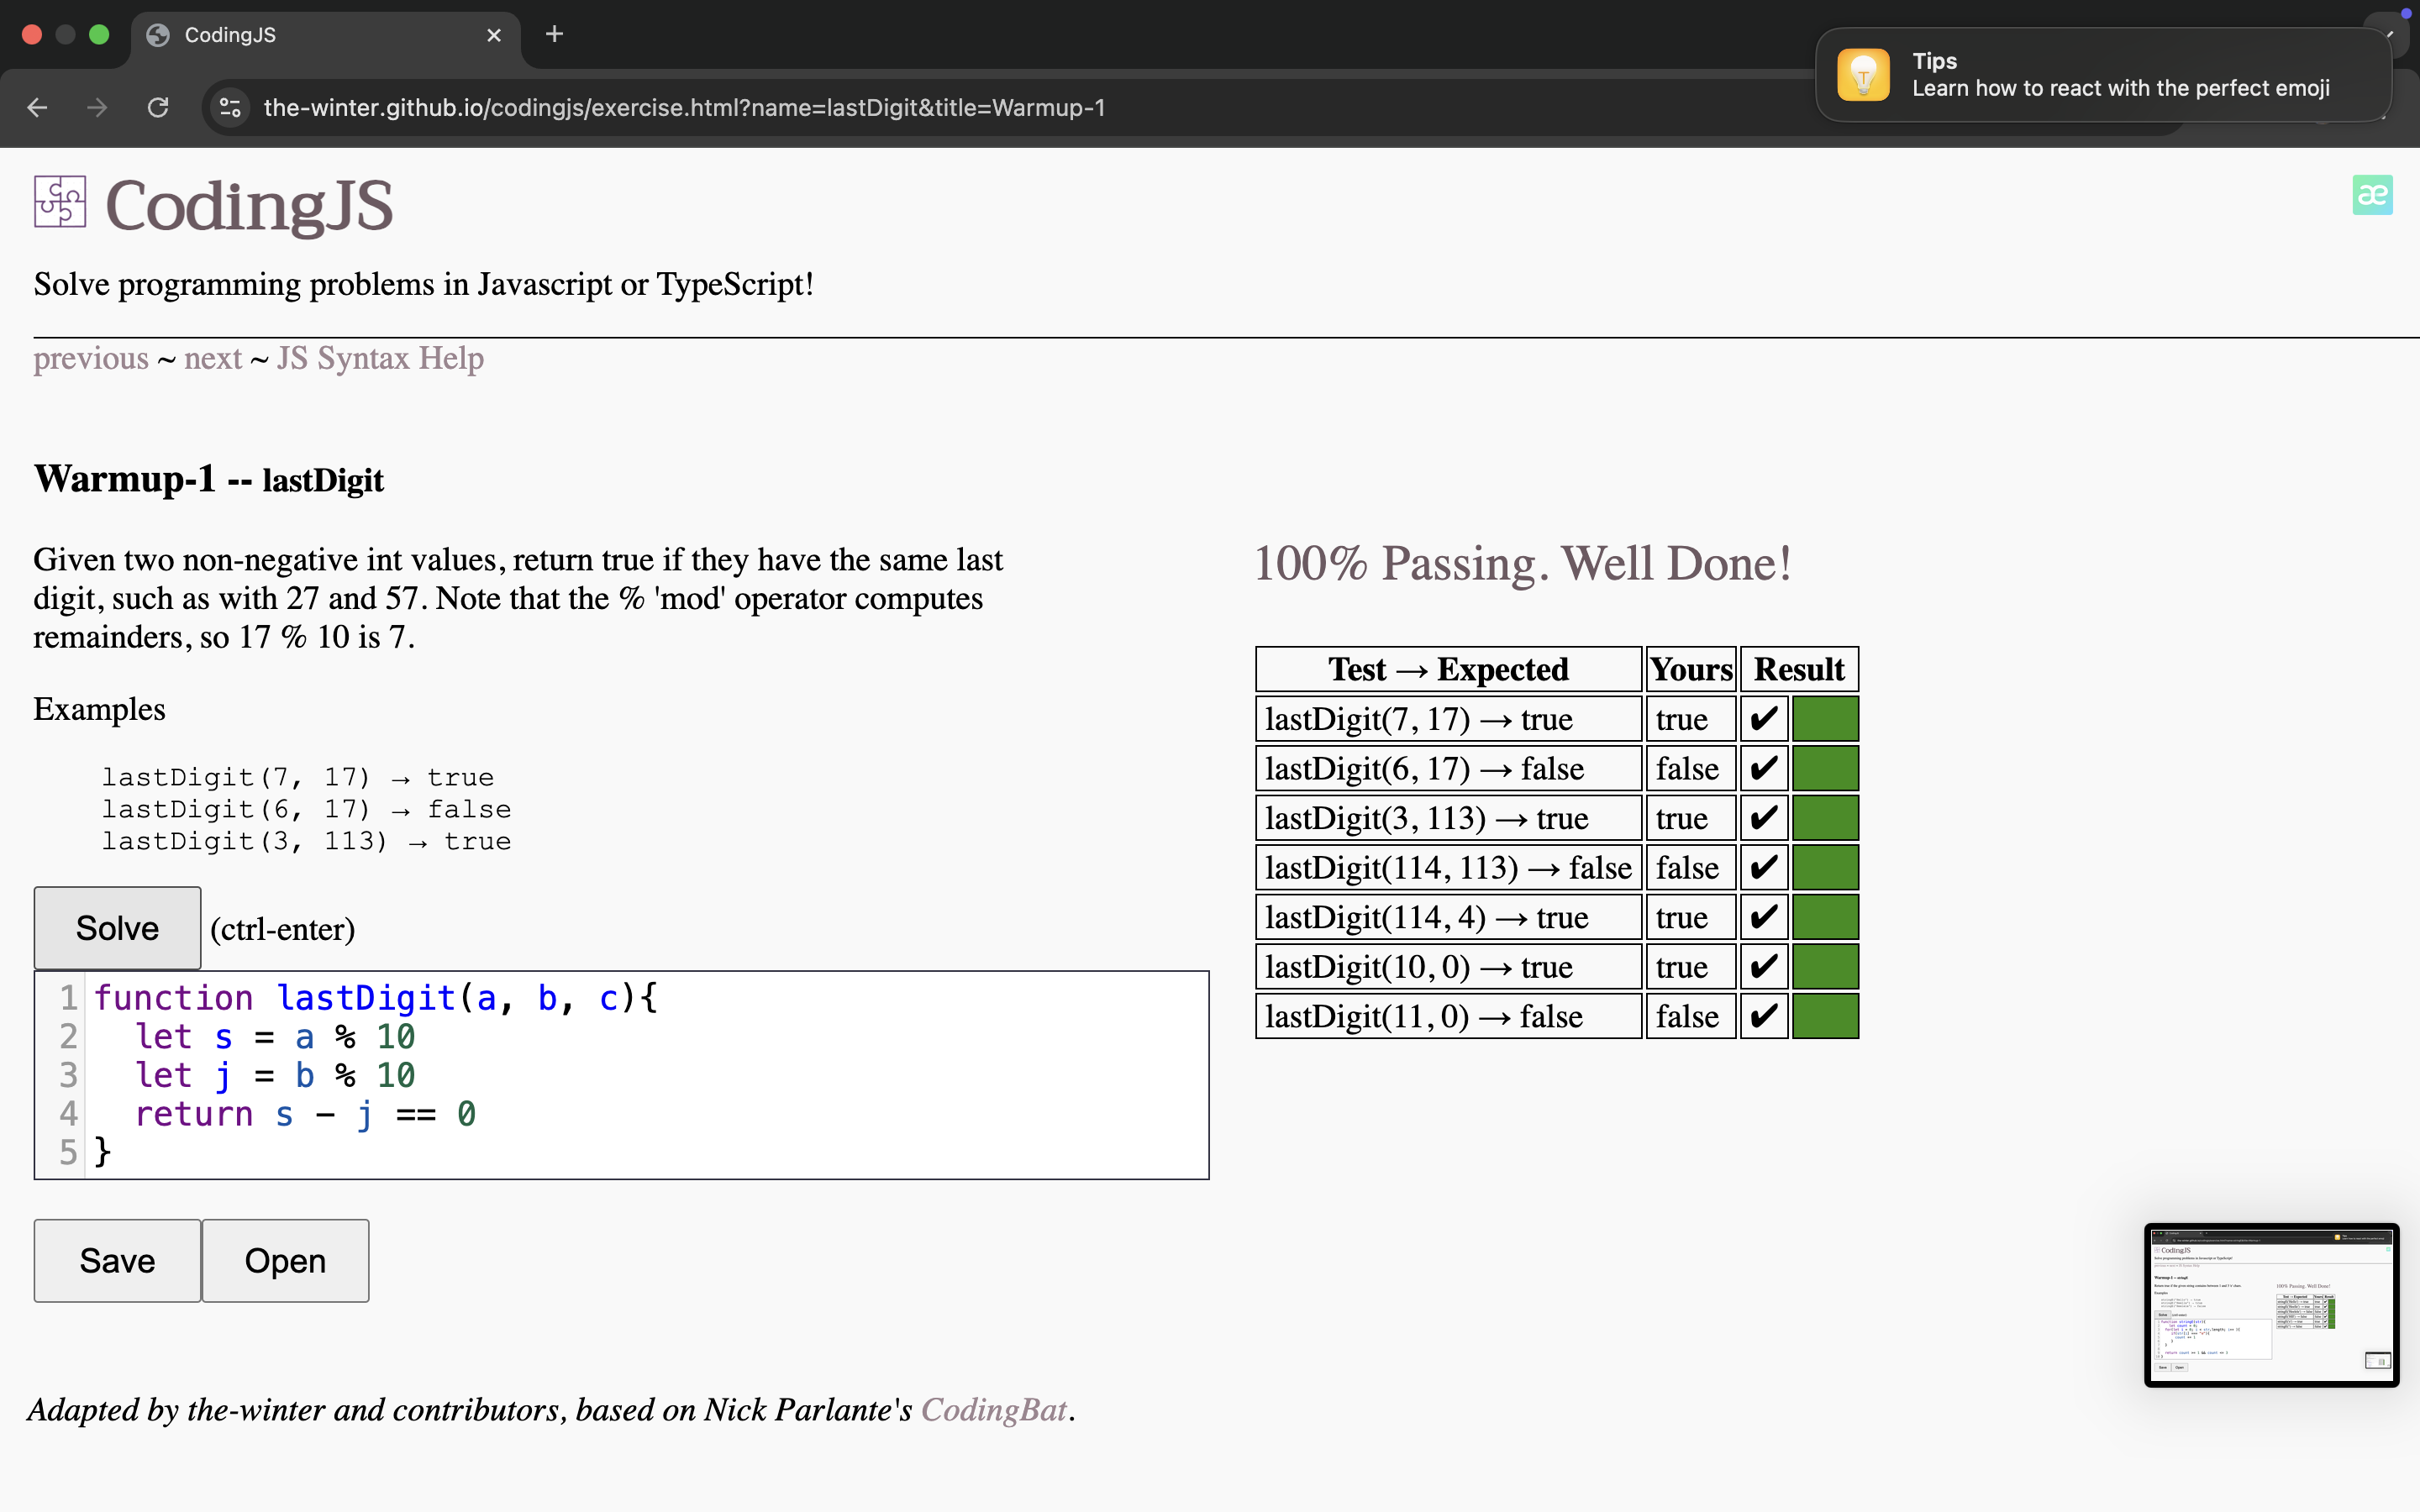 CodingJS
the-winter.github.io/codingjs/exercise.html?name=lastDigit&title=Warmup-1
Tips
Learn how to react with the perfect emoji
CodingJS
æ
Solve programming problems in Javascript or TypeScript!
previous ~ next ~ JS Syntax Help
Warmup-1 -- lastDigit
Given two non-negative int values, return true if they have the same last
digit, such as with 27 and 57. Note that the % 'mod' operator computes
remainders, so 17 % 10 is 7.
Examples
lastDigit(7, 17) → true
lastDigit(6, 17) → false
lastDigit(3, 113) → true
Solve (ctrl-enter)
1 function lastDigit(a, b, c){
2 let s = a % 10
3 let j = b % 10
4 return s - j == 0
5 }
Save Open
100% Passing. Well Done!
Test → Expected Yours Result
lastDigit(7, 17) → true true ✔
lastDigit(6, 17) → false false ✔
lastDigit(3, 113) → true true ✔
lastDigit(114, 113) → false false ✔
lastDigit(114, 4) → true true ✔
lastDigit(10, 0) → true true ✔
lastDigit(11, 0) → false false ✔
Adapted by the-winter and contributors, based on Nick Parlante's CodingBat.
CodingJS
100% Passing. Well Done!